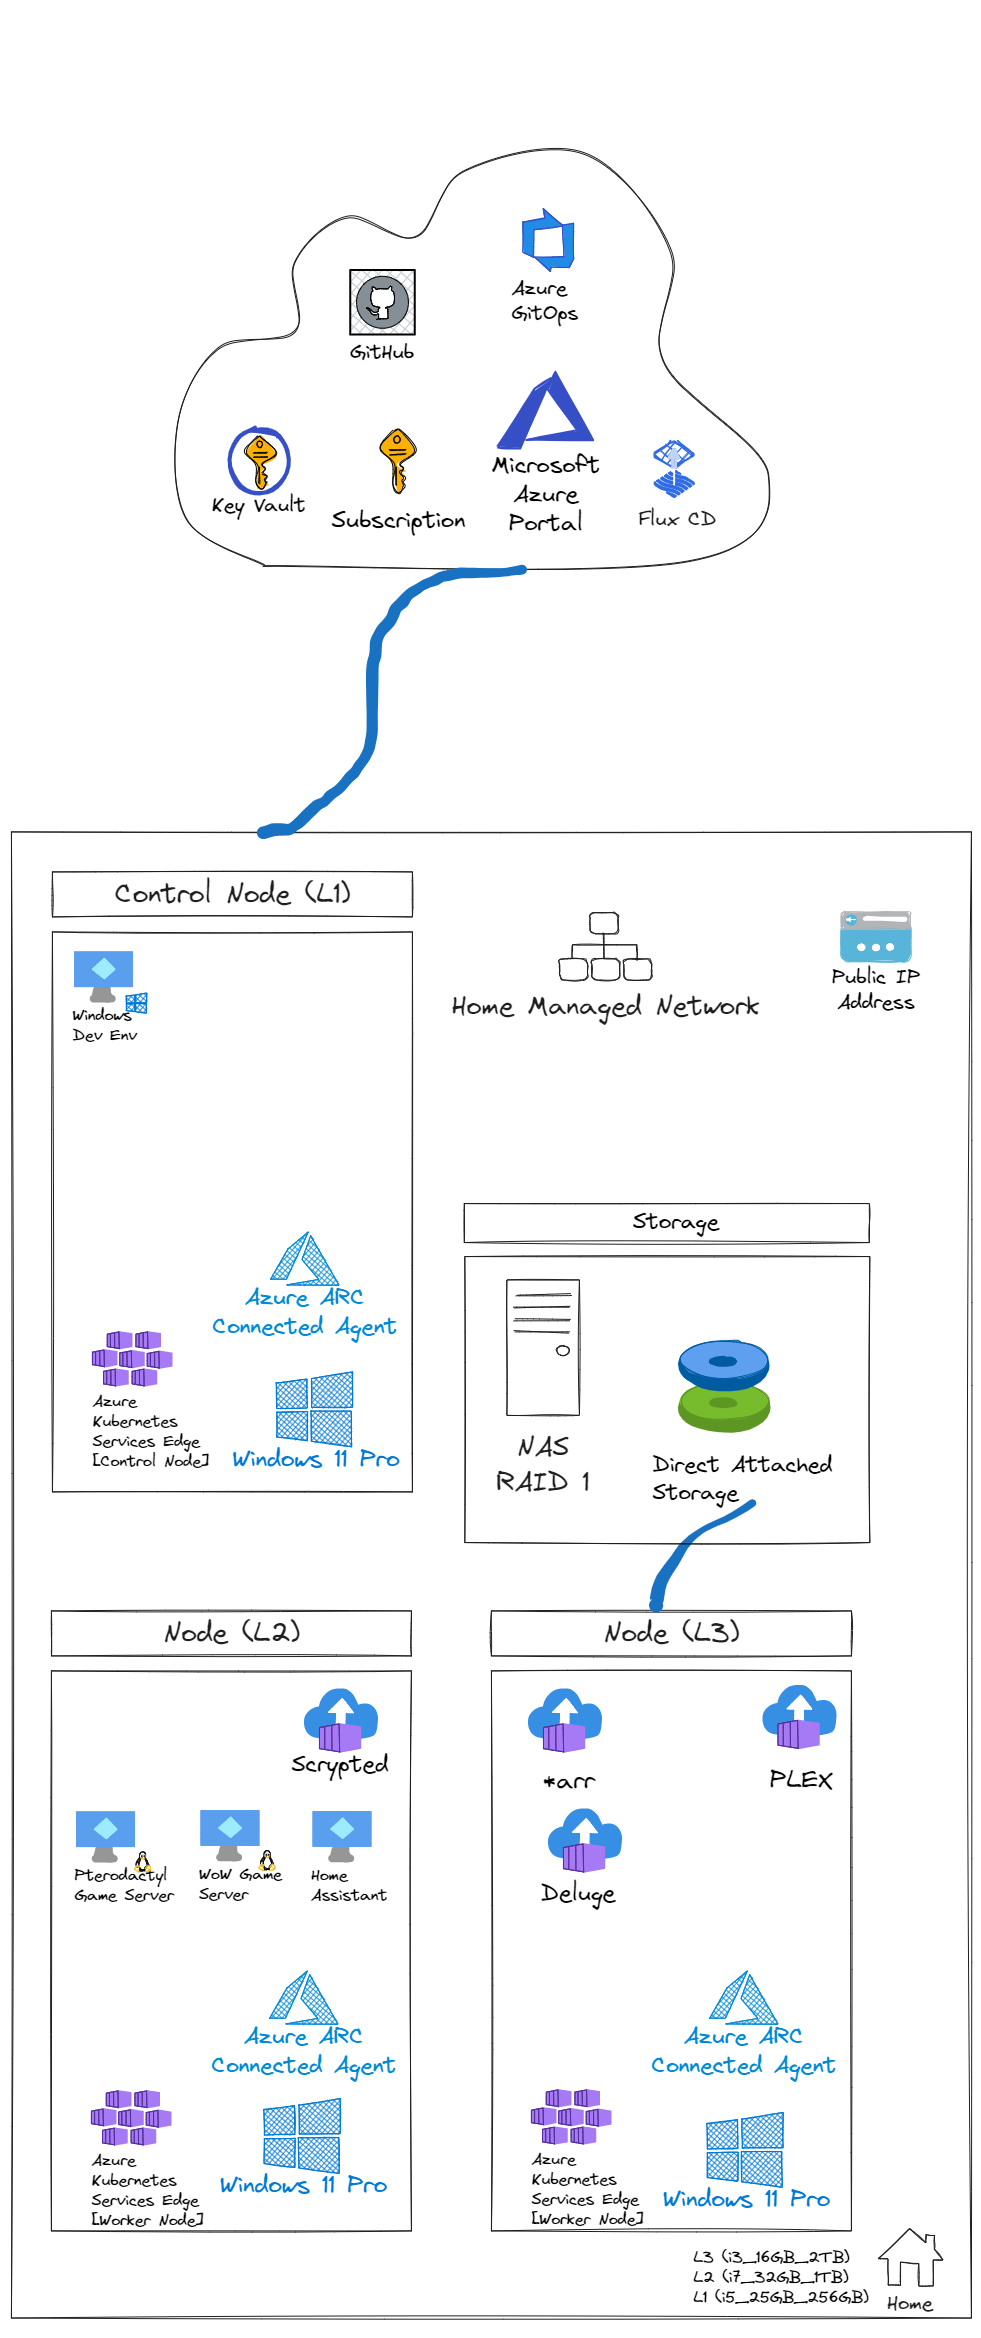 Azure
GitOps
GitHub
Key Vault
Subscription
Microsoft
Azure
Portal
Flux CD
Control Node (L1)
Windows
Dev Env
Home Managed Network
Public IP
Address
Azure ARC
Connected Agent
Azure
Kubernetes
Services Edge
[Control Node]
Windows 11 Pro
Storage
NAS
RAID 1
Direct Attached
Storage
Node (L2)
Scrypted
Pterodactyl
Game Server
WoW Game
Server
Home
Assistant
Azure ARC
Connected Agent
Azure
Kubernetes
Services Edge
[Worker Node]
Windows 11 Pro
Node (L3)
*arr
PLEX
Deluge
Azure ARC
Connected Agent
Azure
Kubernetes
Services Edge
[Worker Node]
Windows 11 Pro
L3 (i3_16GB_2TB)
L2 (i7_32GB_1TB)
L1 (i5_25GB_256GB)
Home